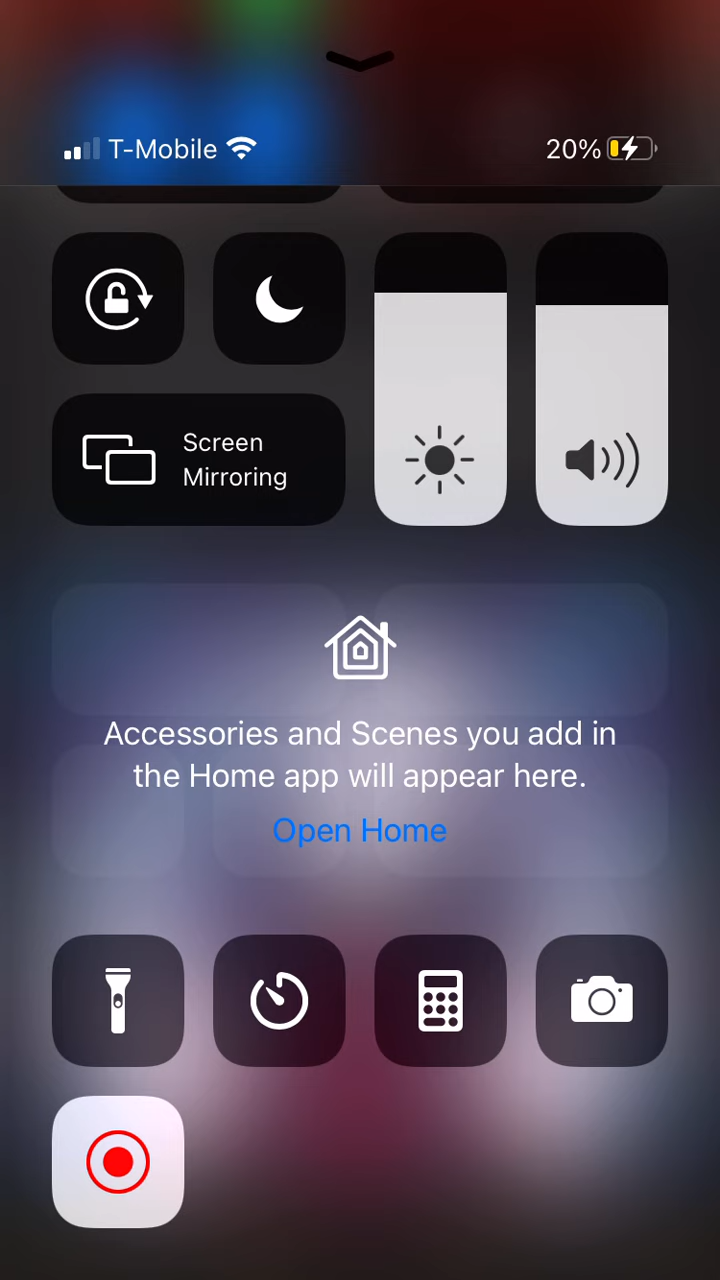 T-Mobile 20%
Screen
Mirroring
Accessories and Scenes you add in
the Home app will appear here.
Open Home